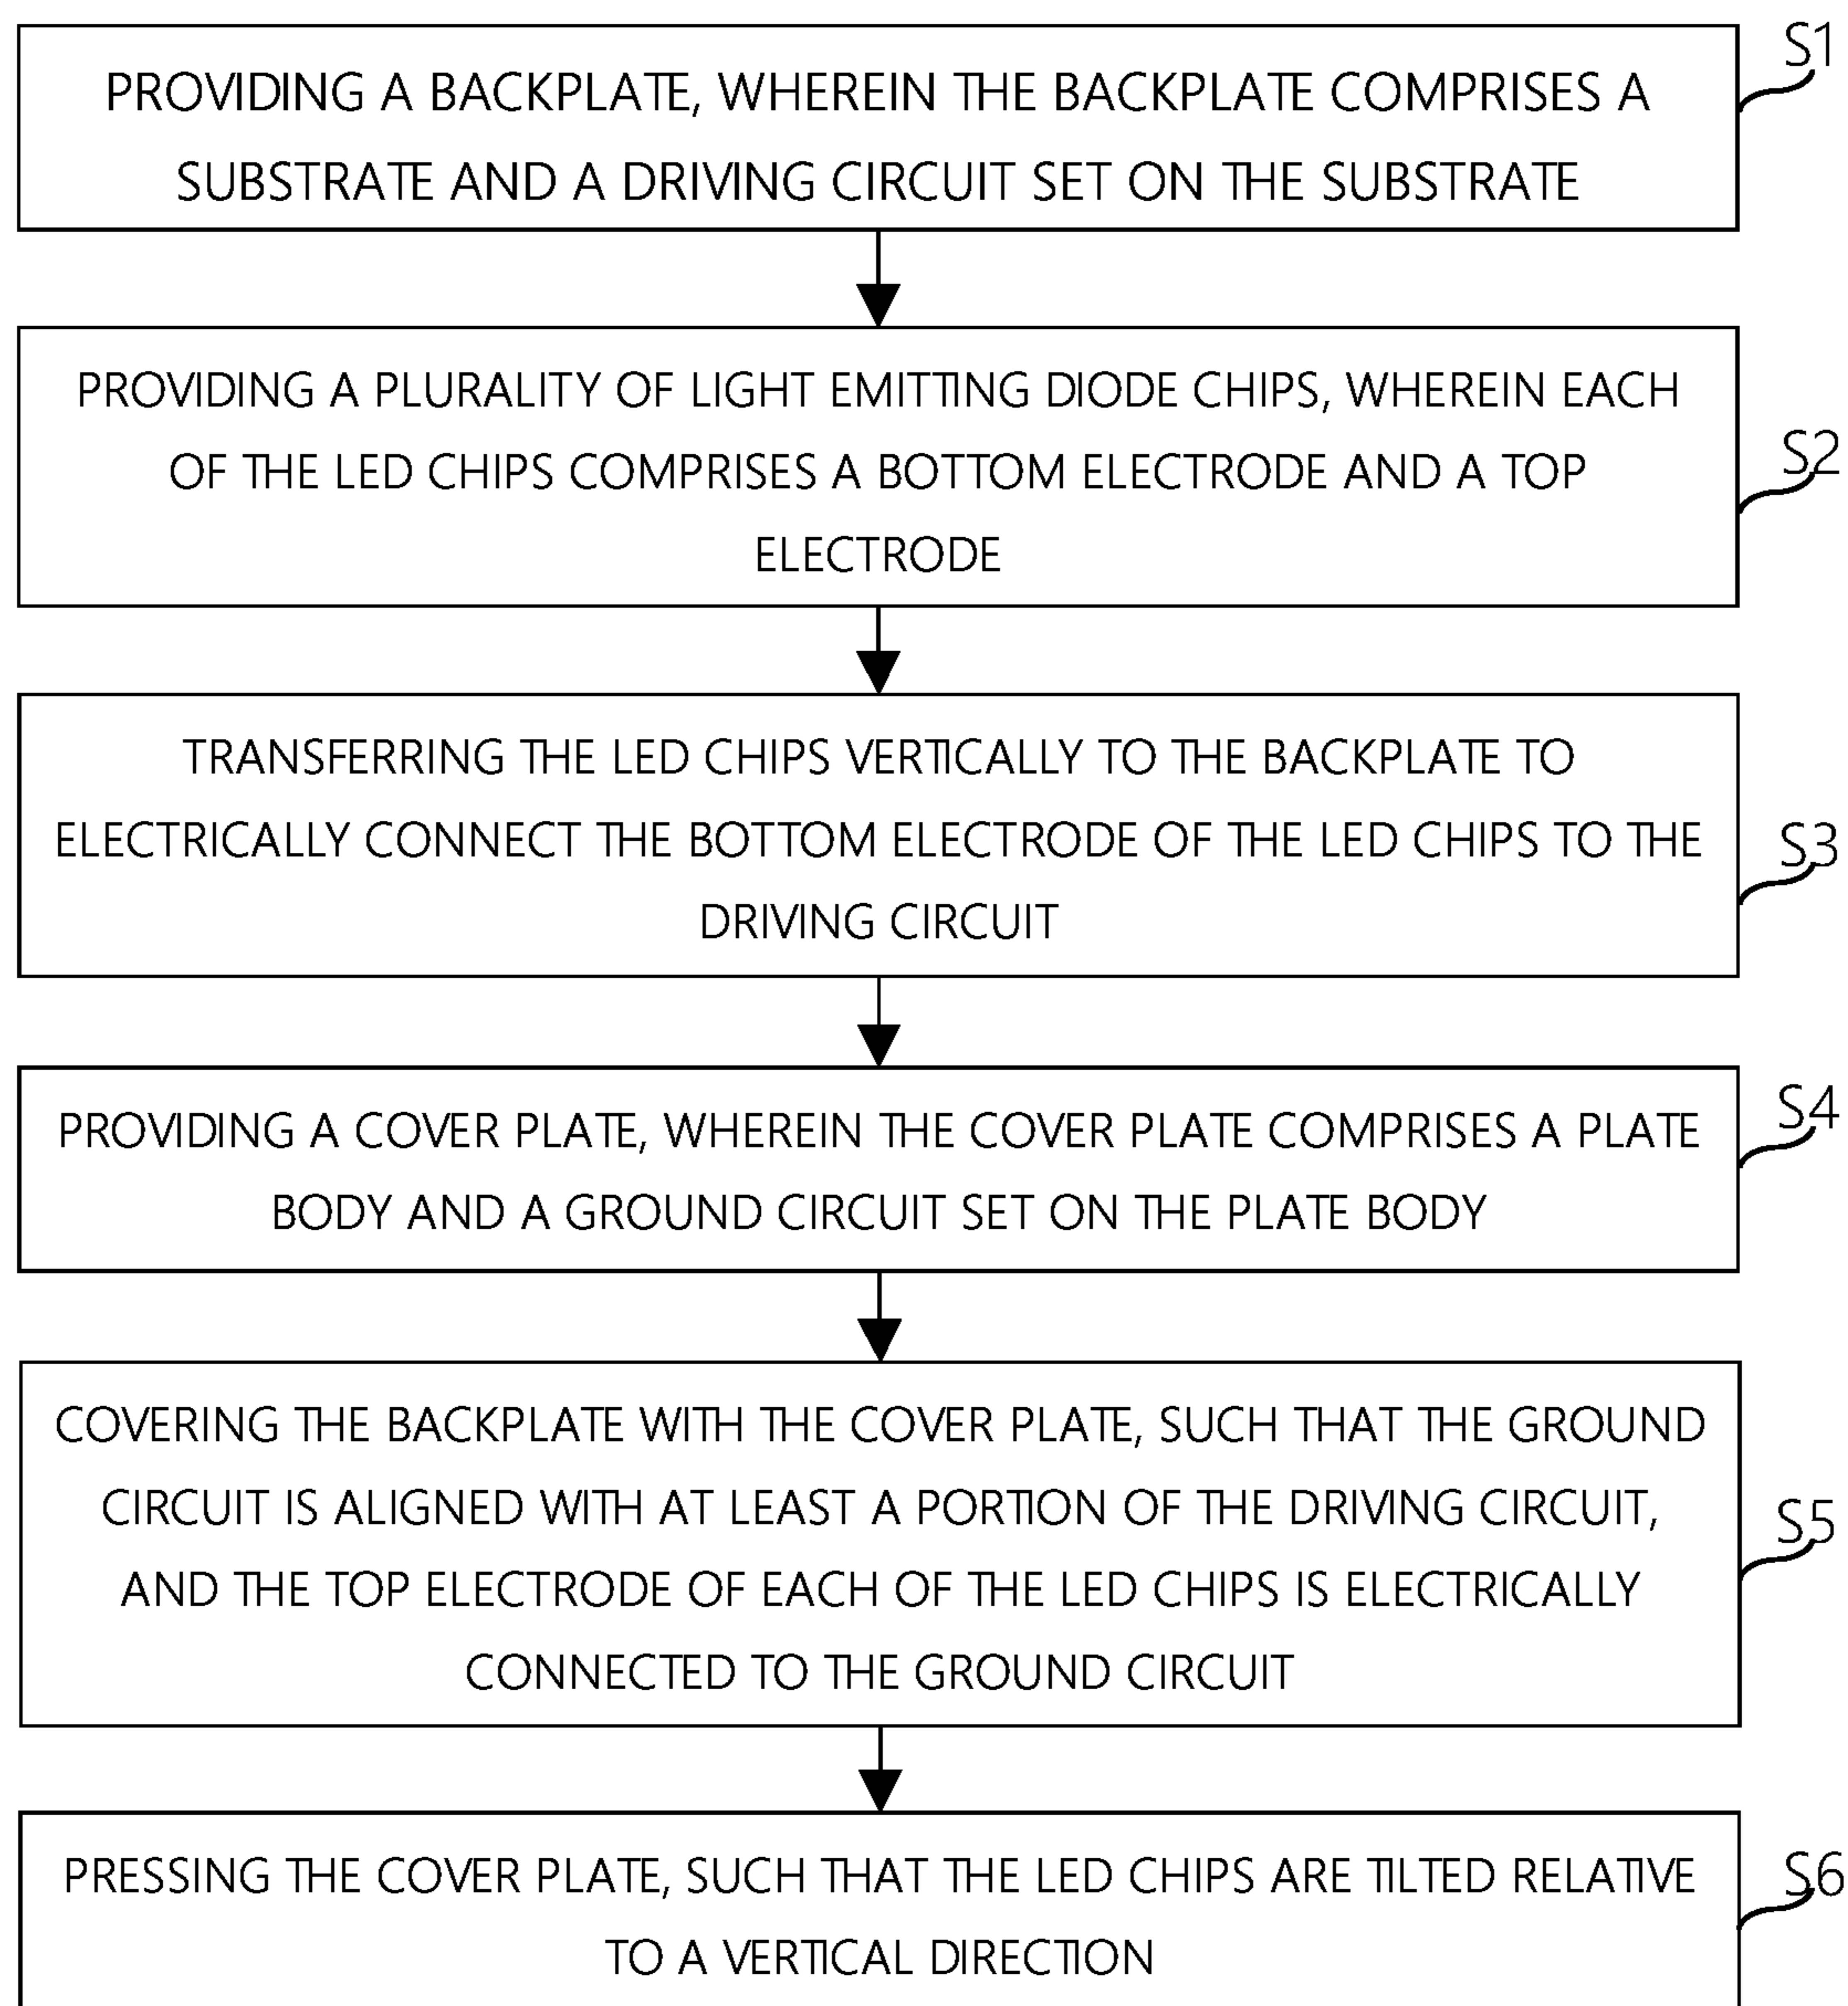 S1
PROVIDING A BACKPLATE, WHEREIN THE BACKPLATE COMPRISES A
SUBSTRATE AND A DRIVING CIRCUIT SET ON THE SUBSTRATE
PROVIDING A PLURALITY OF LIGHT EMITTING DIODE CHIPS, WHEREIN EACH
S2
OF THE LED CHIPS COMPRISES A BOTTOM ELECTRODE AND A TOP
ELECTRODE
TRANSFERRING THE LED CHIPS VERTICALLY TO THE BACKPLATE TO
S3
ELECTRICALLY CONNECT THE BOTTOM ELECTRODE OF THE LED CHIPS TO THE
DRIVING CIRCUIT
S4
PROVIDING A COVER PLATE, WHEREIN THE COVER PLATE COMPRISES A PLATE
BODY AND A GROUND CIRCUIT SET ON THE PLATE BODY
COVERING THE BACKPLATE WITH THE COVER PLATE, SUCH THAT THE GROUND
CIRCUIT IS ALIGNED WITH AT LEAST A PORTION OF THE DRIVING CIRCUIT,
S5
AND THE TOP ELECTRODE OF EACH OF THE LED CHIPS IS ELECTRICALLY
CONNECTED TO THE GROUND CIRCUIT
S6
PRESSING THE COVER PLATE, SUCH THAT THE LED CHIPS ARE TILTED RELATIVE
TO A VERTICAL DIRECTION